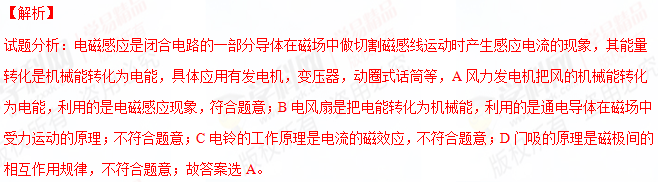 【解析】
试题分析：电磁感应是闭合电路的一部分导体在磁场中做切割磁感线运动时产生感应电流的现象，其能量
转化是机械能转化为电能，具体应用有发电机，变压器，动圈式话筒等，A 风力发电机把风的机械能转化
为电能，利用的是电磁感应现象，符合题意；B 电风扇是把电能转化为机械能，利用的是通电导体在磁场中
受力运动的原理；不符合题意；C 电铃的工作原理是电流的磁效应，不符合题意；D 门吸的原理是磁极间的
相互作用规律，不符合题意；故答案选 A。